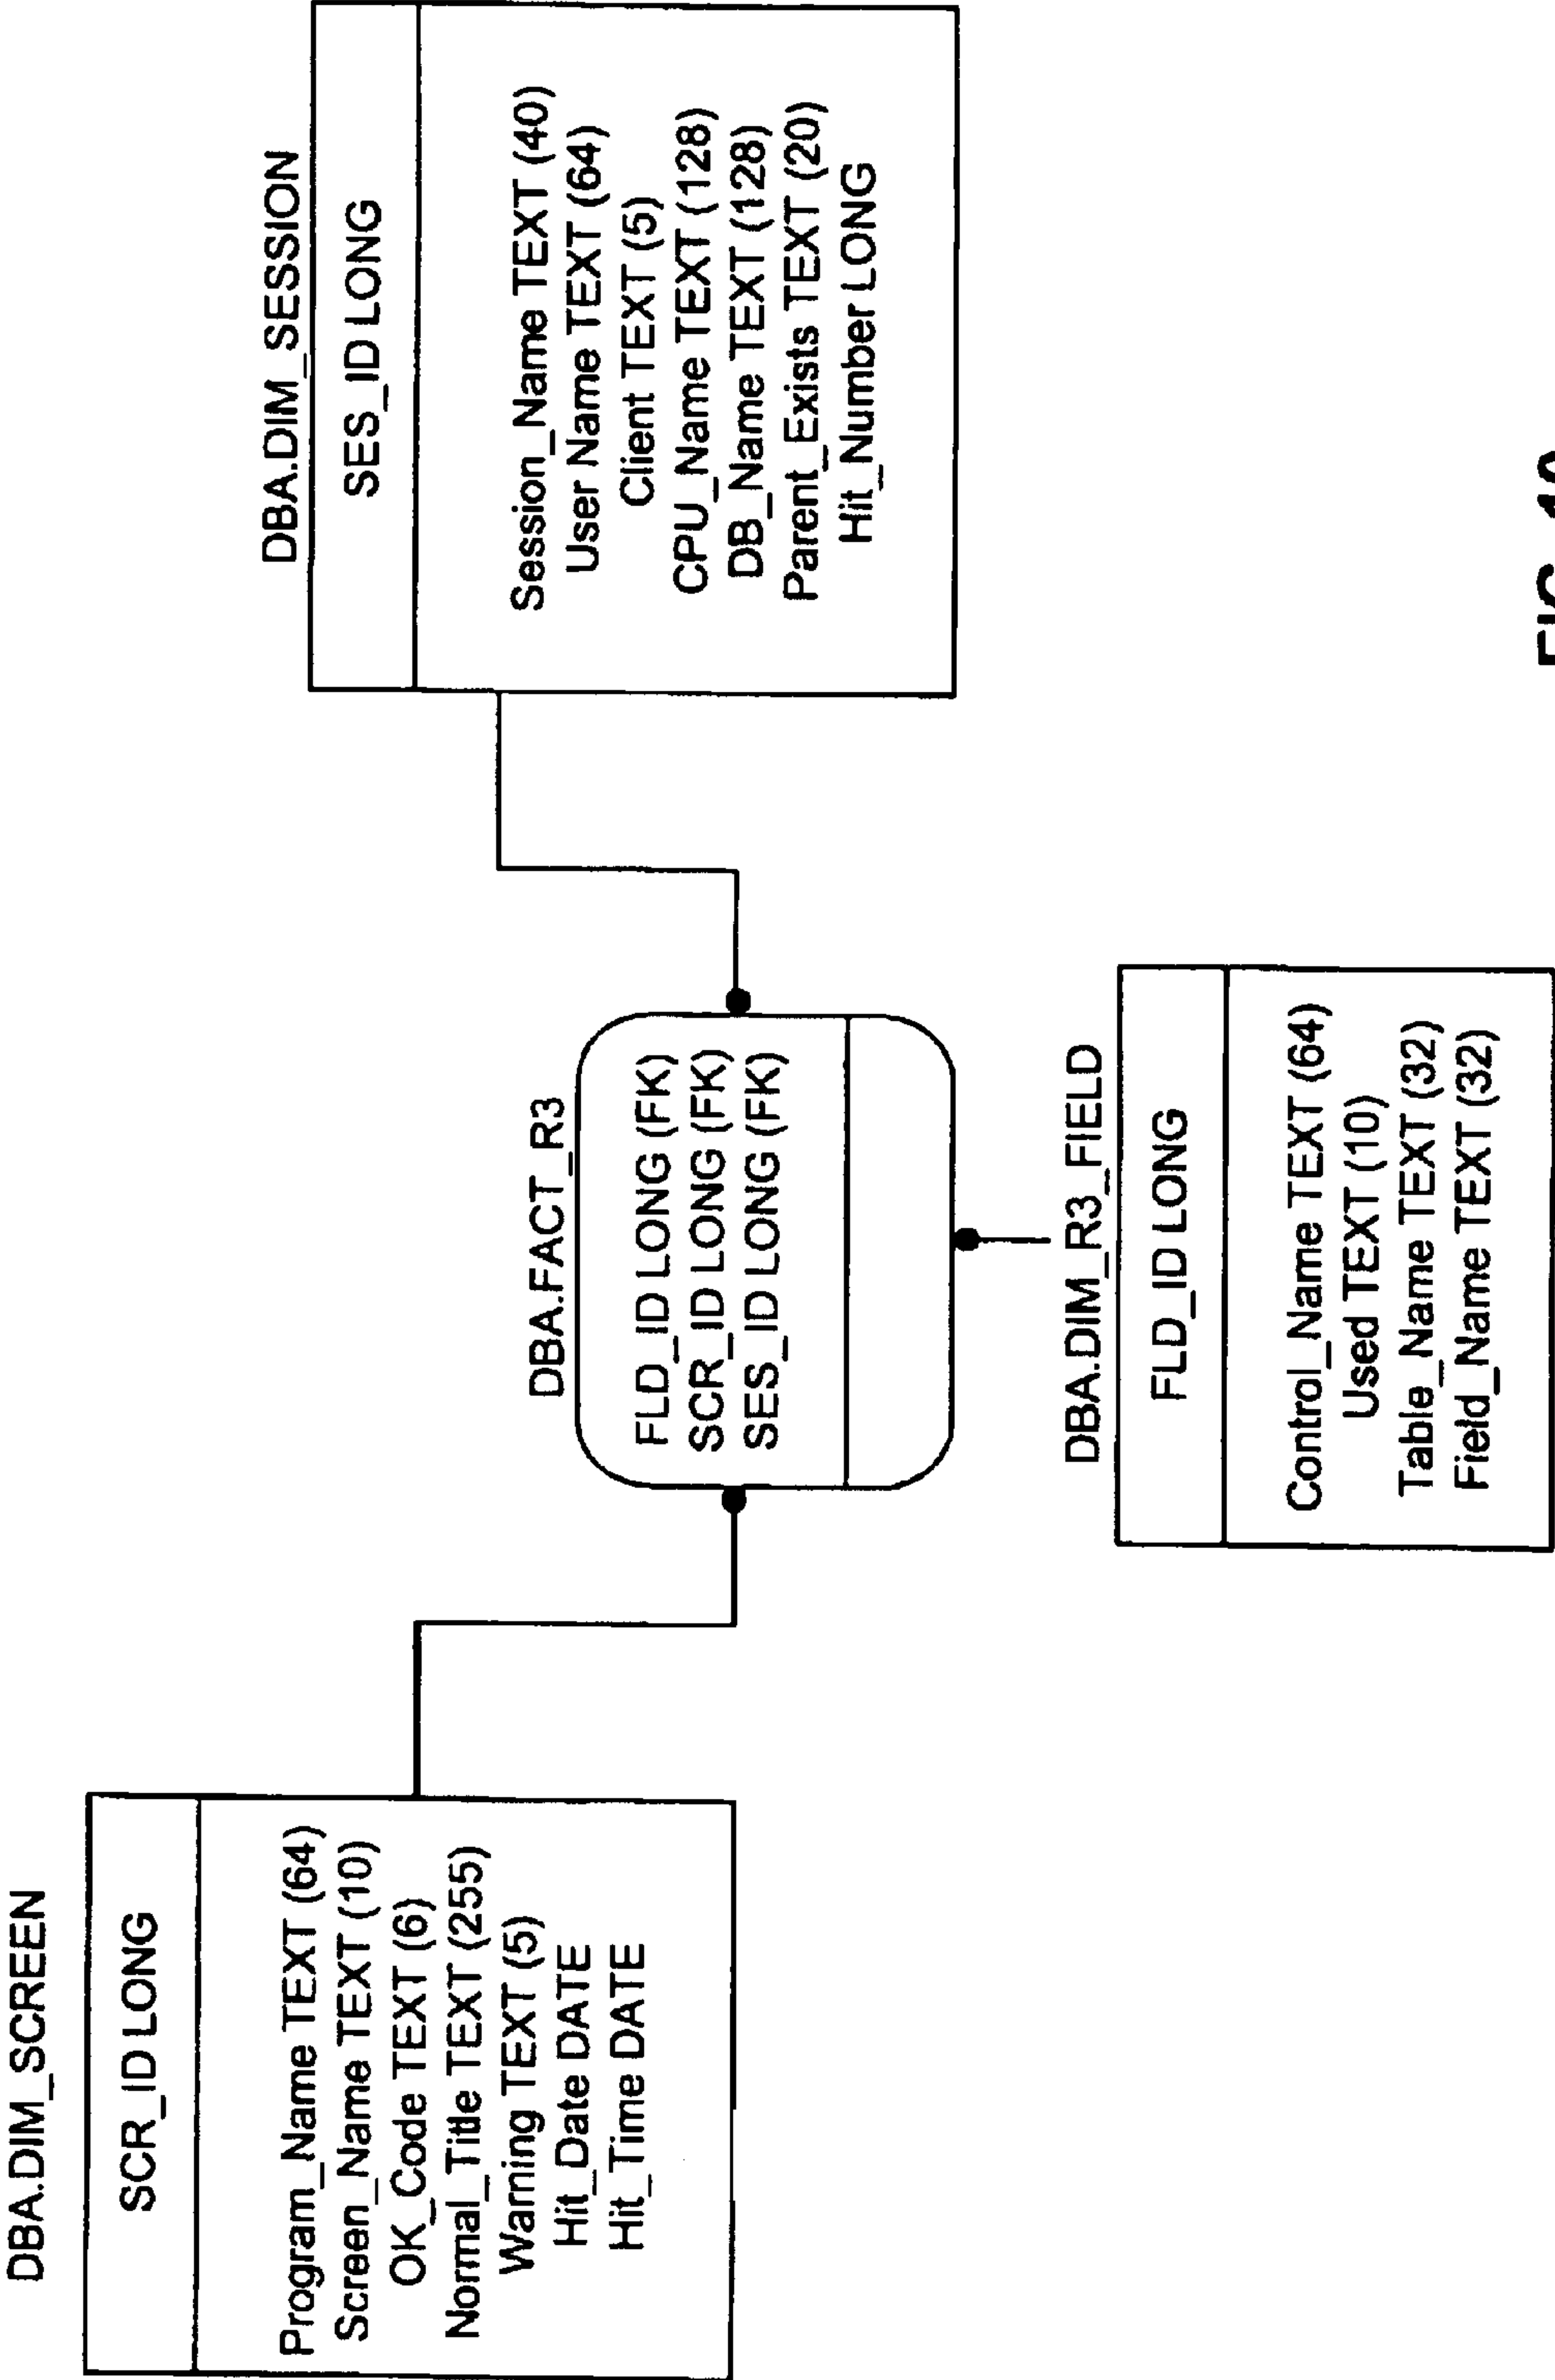 DBA.DIM_SCREEN
SCR_ID LONG
Program_Name TEXT (64)
Screen_Name TEXT (10)
OK_Code TEXT (6)
Normal_Title TEXT (255)
Warning TEXT (5)
Hit_Date DATE
Hit_Time DATE
DBA.FACT_R3
FLD_ID LONG (FK)
SCR_ID LONG (FK)
SES_ID LONG (FK)
DBA.DIM_R3_FIELD
FLD_ID LONG
Control_Name TEXT (64)
Used TEXT (10)
Table_Name TEXT (32)
Field_Name TEXT (32)
DBA.DIM_SESSION
SES_ID LONG
Session_Name TEXT (40)
User Name TEXT (64)
Client TEXT (5)
CPU_Name TEXT (128)
DB_Name TEXT (128)
Parent_Exists TEXT (20)
Hit_Number LONG
FIG.